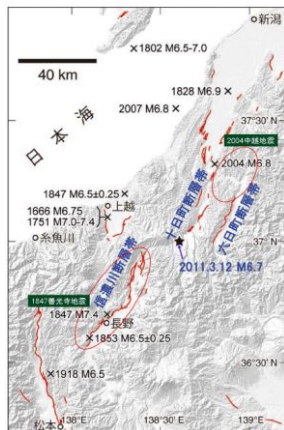 新潟
1802 M6.5-7.0
40 km
1828 M6.9
2007 M6.8
37°30' N
日本海
2004中越地震
2004 M6.8
1847 M6.5±0.25
上越
1666 M6.75
1751 M7.0-7.4
十日町断層帯
六日町断層帯
糸魚川
37° N
信濃川断層帯
2011.3.12 M6.7
1847善光寺地震
1847 M7.4
長野
1853 M6.5±0.25
36°30' N
1918 M6.5
松本
138°E
138°30' E
139° E